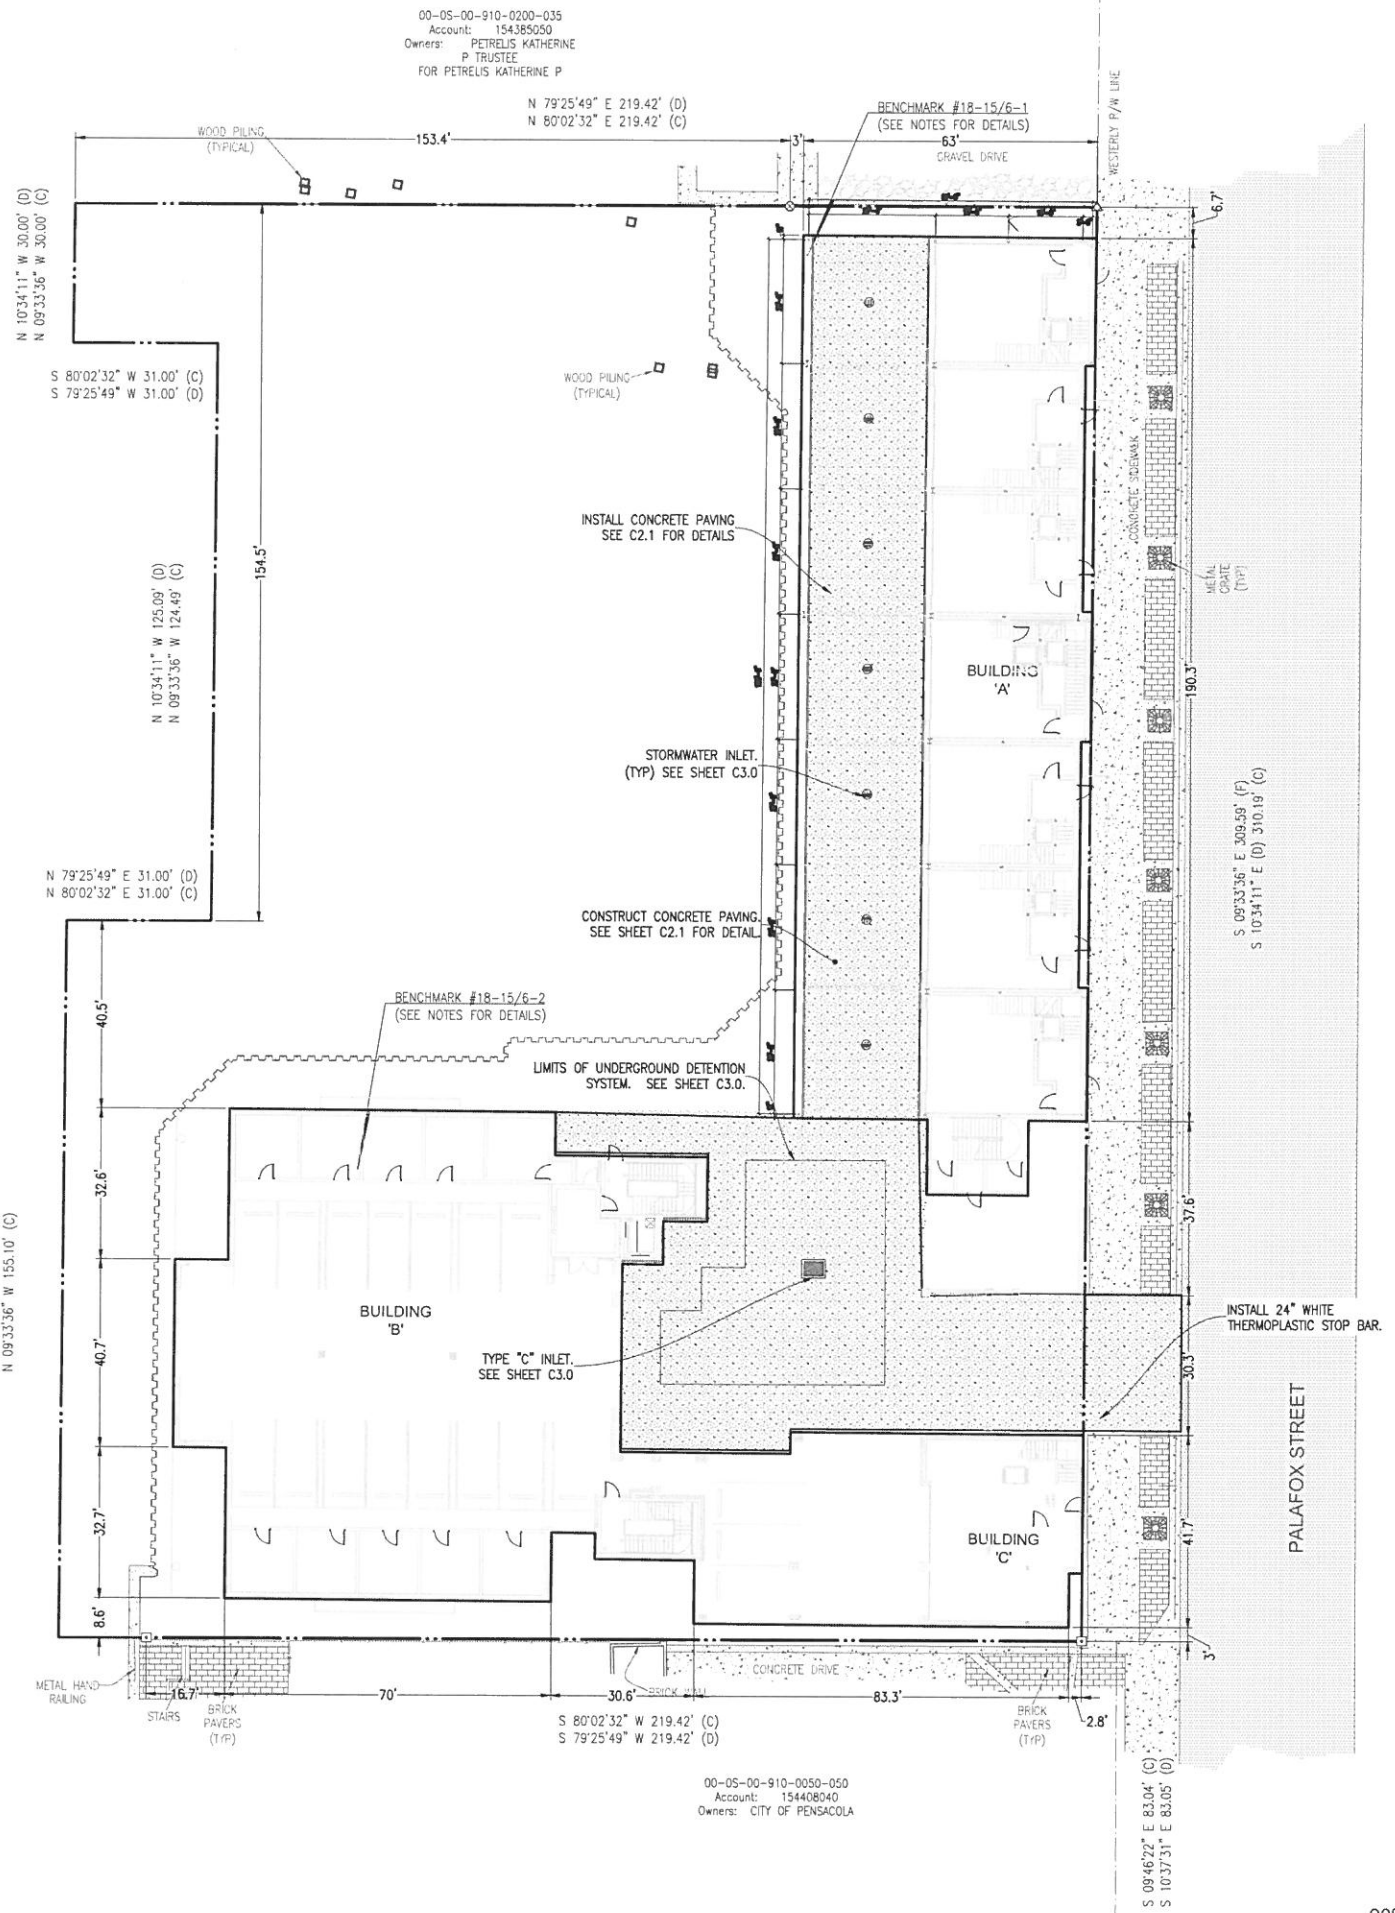 00-0S-00-910-0200-035
Account: 154385050
Owners: PETRELIS KATHERINE
P TRUSTEE
FOR PETRELIS KATHERINE P
N 79°25'49" E 219.42' (D)
N 80°02'32" E 219.42' (C)
BENCHMARK #18-15/6-1
(SEE NOTES FOR DETAILS)
WESTERLY R/W LINE
WOOD PILING
(TYPICAL)
153.4'
3'
63'
GRAVEL DRIVE
6.7'
N 10°34'11" W 30.00' (D)
N 09°33'36" W 30.00' (C)
S 80°02'32" W 31.00' (C)
S 79°25'49" W 31.00' (D)
WOOD PILING
(TYPICAL)
CONCRETE SIDEWALK
INSTALL CONCRETE PAVING
SEE C2.1 FOR DETAILS
154.5'
METAL
GRATE
(TYP)
N 10°34'11" W 125.09' (D)
N 09°33'36" W 124.49' (C)
BUILDING
'A'
190.3'
STORMWATER INLET.
(TYP) SEE SHEET C3.0
S 09°33'36" E 309.59' (F)
S 10°34'11" E (D) 310.19' (C)
N 79°25'49" E 31.00' (D)
N 80°02'32" E 31.00' (C)
CONSTRUCT CONCRETE PAVING.
SEE SHEET C2.1 FOR DETAIL.
40.5'
BENCHMARK #18-15/6-2
(SEE NOTES FOR DETAILS)
LIMITS OF UNDERGROUND DETENTION
SYSTEM. SEE SHEET C3.0.
32.6'
37.6'
N 09°33'36" W 155.10' (C)
BUILDING
'B'
INSTALL 24" WHITE
THERMOPLASTIC STOP BAR.
40.7'
TYPE "C" INLET.
SEE SHEET C3.0
30.3'
PALAFOX STREET
32.7'
BUILDING
'C'
41.7'
8.6'
3'
METAL HAND
RAILING
STAIRS
16.7'
BRICK
PAVERS
(TYP)
70'
30.6'
BRICK WALL
CONCRETE DRIVE
83.3'
BRICK
PAVERS
(TYP)
2.8'
S 80°02'32" W 219.42' (C)
S 79°25'49" W 219.42' (D)
00-0S-00-910-0050-050
Account: 154408040
Owners: CITY OF PENSACOLA
S 09°46'22" E 83.04' (C)
S 10°37'31" E 83.05' (D)